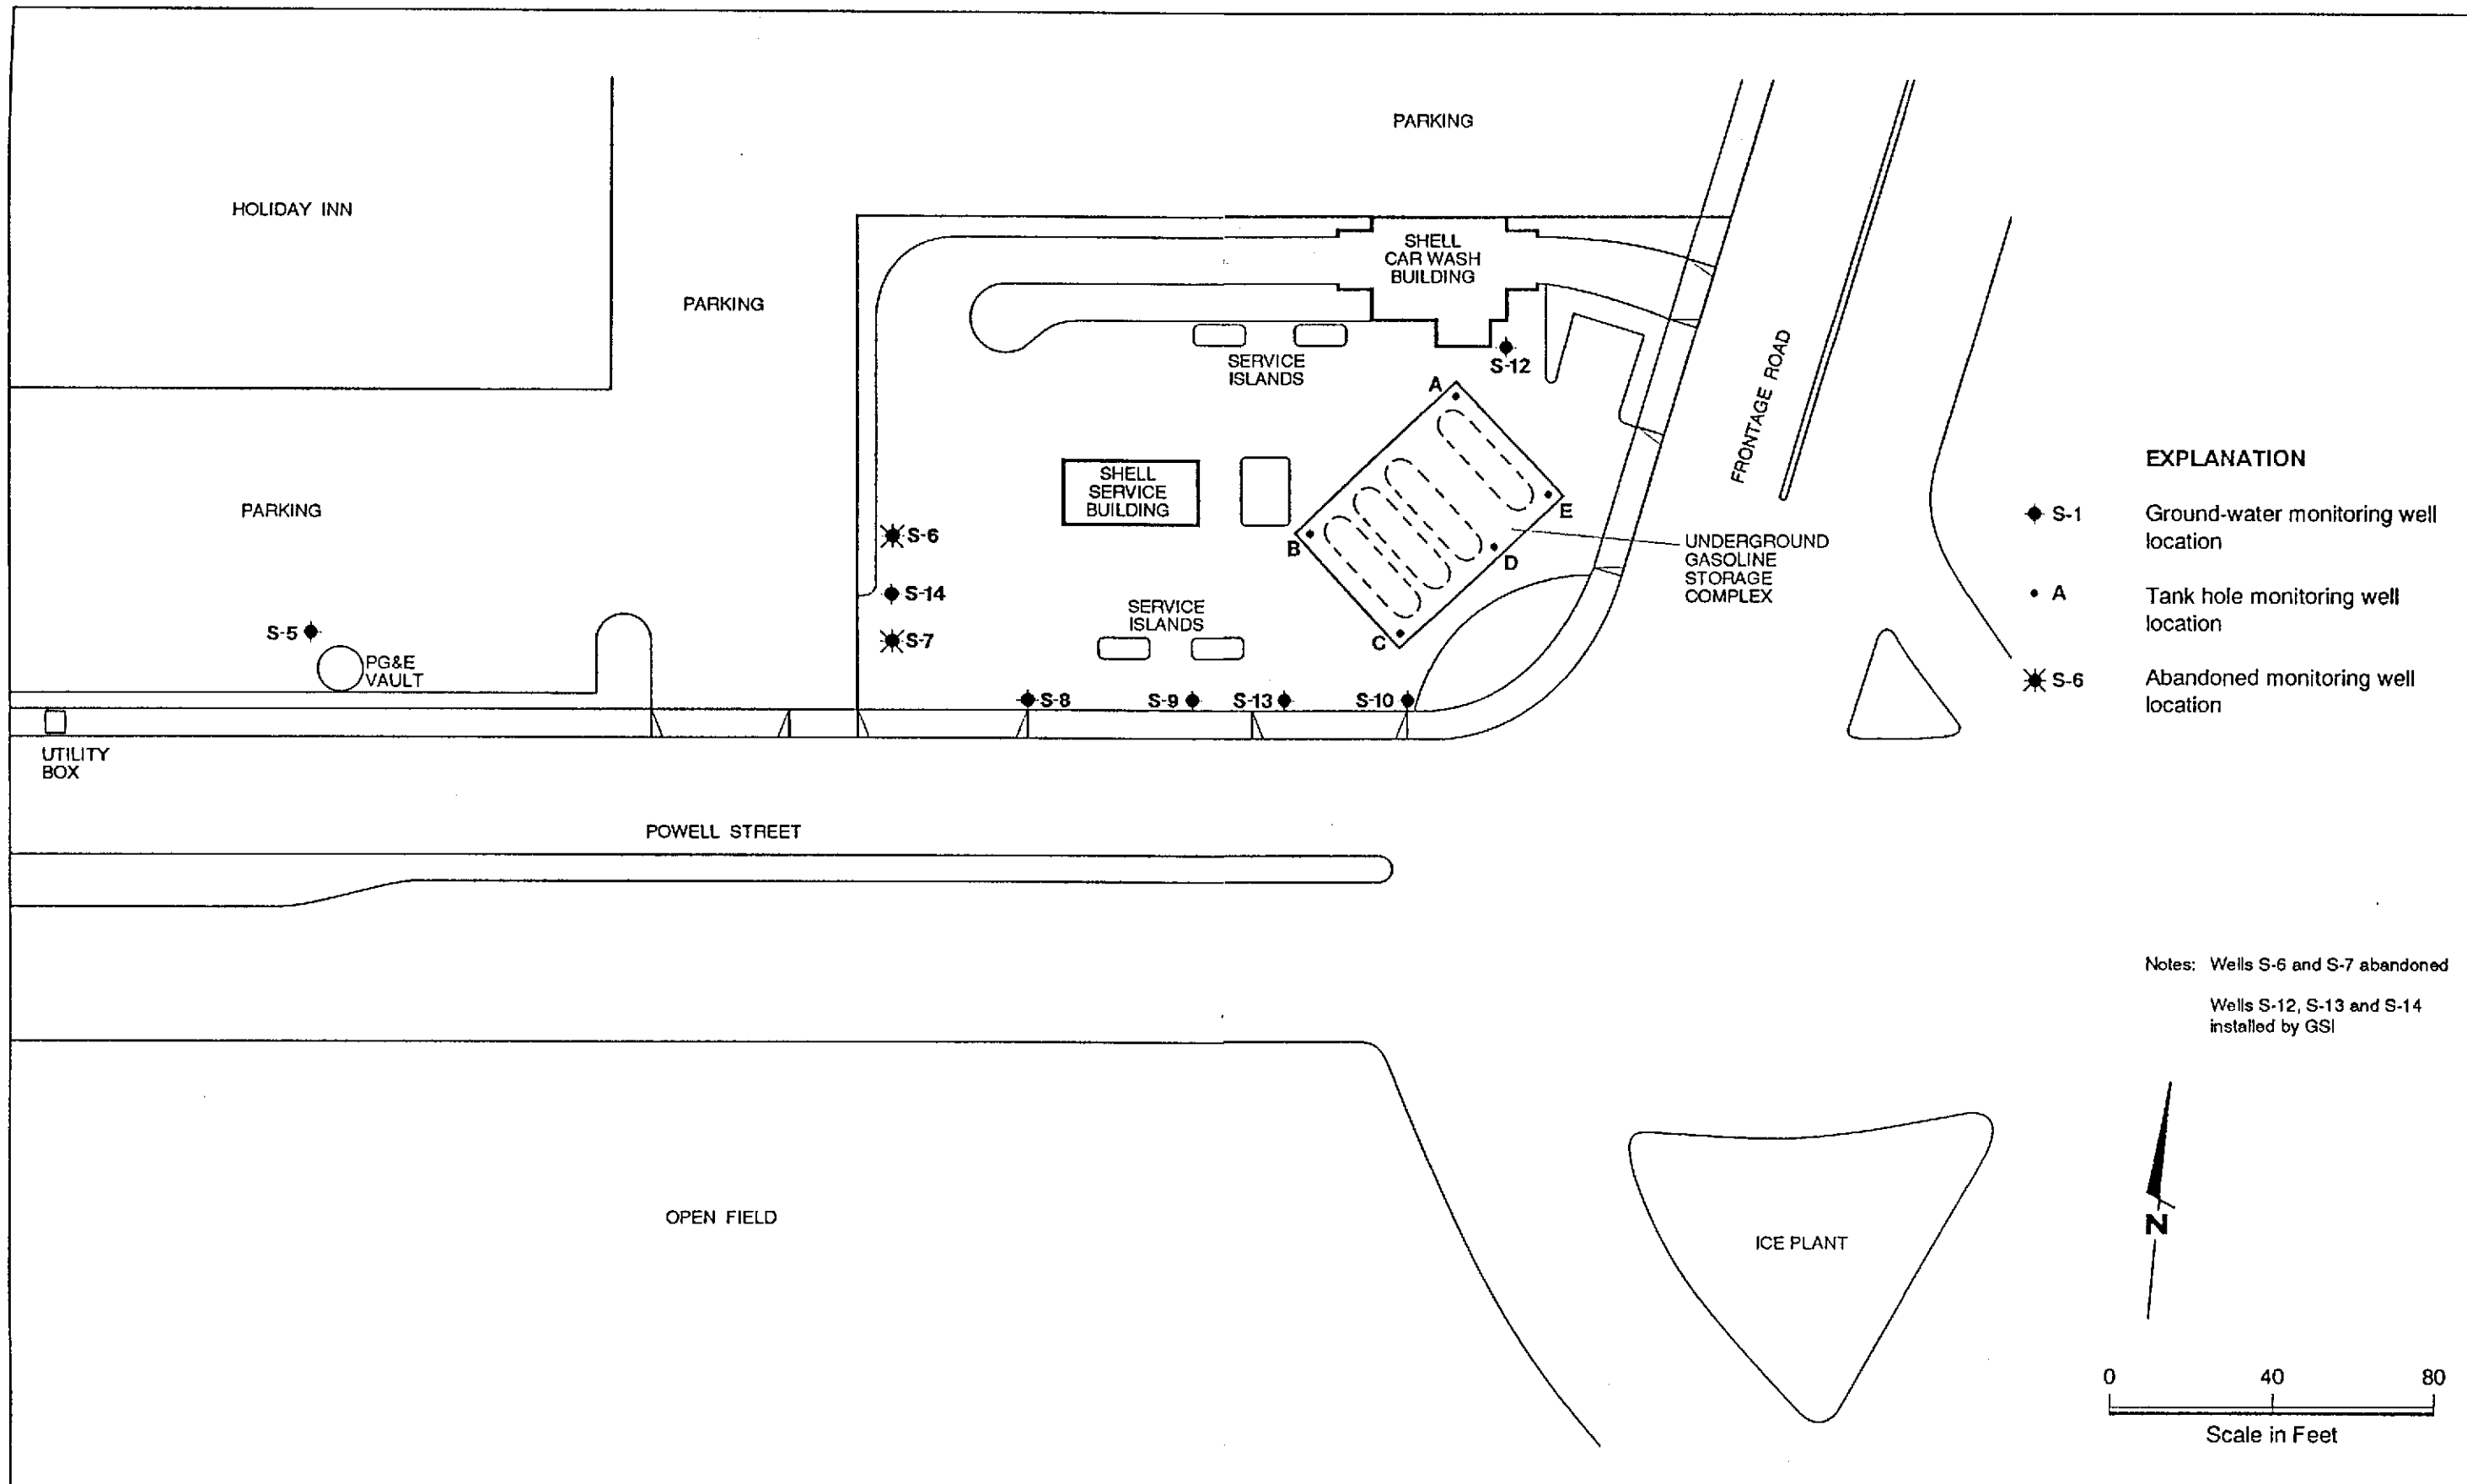 PARKING
HOLIDAY INN
SHELL
CAR WASH
BUILDING
PARKING
SERVICE
ISLANDS
S-12
FRONTAGE ROAD
A
SHELL
SERVICE
BUILDING
PARKING
E
S-6
B
D
UNDERGROUND
GASOLINE
STORAGE
COMPLEX
S-14
SERVICE
ISLANDS
S-5
S-7
C
PG&E
VAULT
S-8
S-9
S-13
S-10
UTILITY
BOX
POWELL STREET
OPEN FIELD
ICE PLANT
EXPLANATION
S-1 Ground-water monitoring well
location
A Tank hole monitoring well
location
S-6 Abandoned monitoring well
location
Notes: Wells S-6 and S-7 abandoned
Wells S-12, S-13 and S-14
installed by GSI
N
0 40 80
Scale in Feet